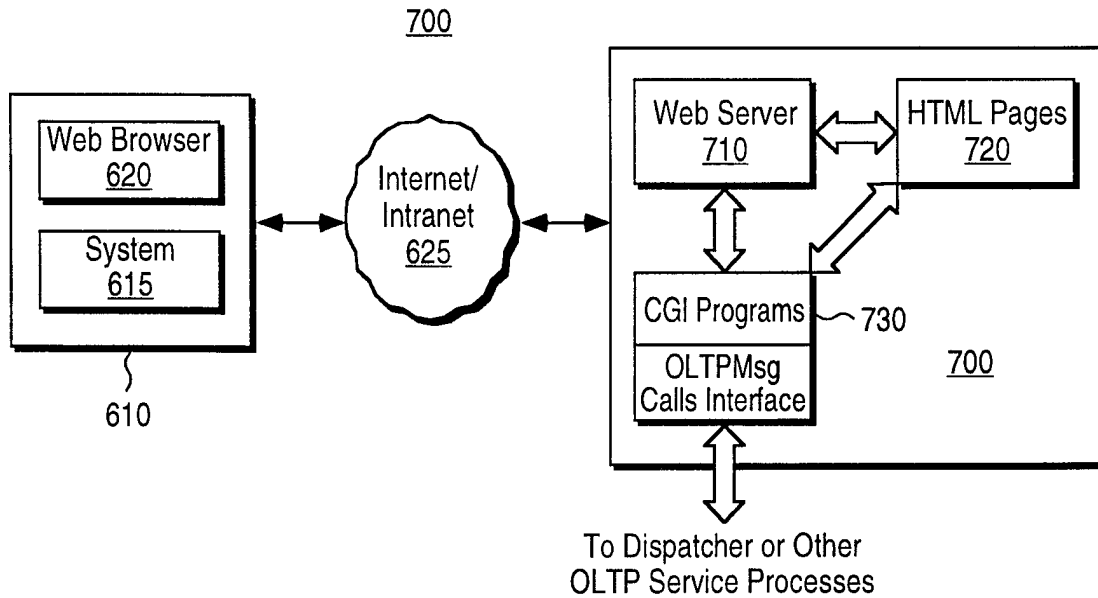 700
Web Browser
620
System
615
610
Internet/
Intranet
625
Web Server
710
HTML Pages
720
CGI Programs
730
OLTPMsg
Calls Interface
700
To Dispatcher or Other
OLTP Service Processes